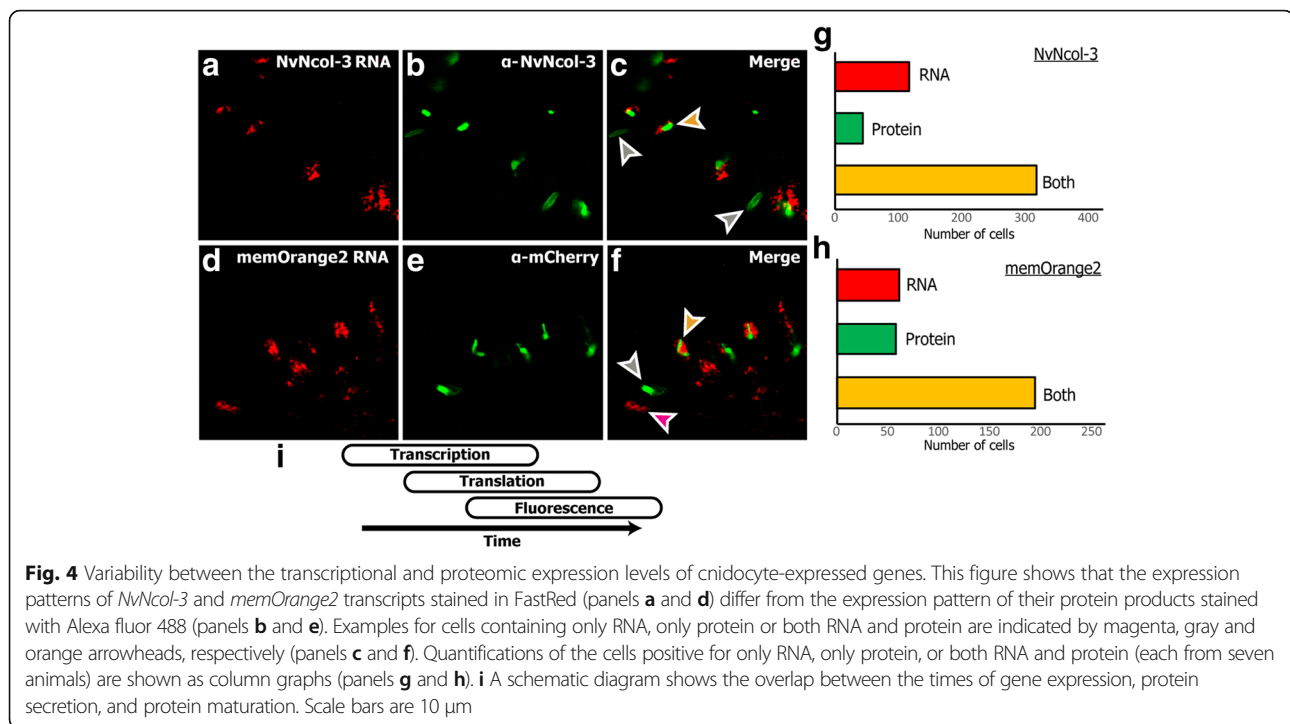 a NvNcol-3 RNA
b α-NvNcol-3
c Merge
g NvNcol-3
RNA
Protein
Both
0 100 200 300 400
Number of cells
d memOrange2 RNA
e α-mCherry
f Merge
h memOrange2
RNA
Protein
Both
0 50 100 150 200 250
Number of cells
i
Transcription
Translation
Fluorescence
Time
Fig. 4 Variability between the transcriptional and proteomic expression levels of cnidocyte-expressed genes. This figure shows that the expression
patterns of NvNcol-3 and memOrange2 transcripts stained in FastRed (panels a and d) differ from the expression pattern of their protein products stained
with Alexa fluor 488 (panels b and e). Examples for cells containing only RNA, only protein or both RNA and protein are indicated by magenta, gray and
orange arrowheads, respectively (panels c and f). Quantifications of the cells positive for only RNA, only protein, or both RNA and protein (each from seven
animals) are shown as column graphs (panels g and h). i A schematic diagram shows the overlap between the times of gene expression, protein
secretion, and protein maturation. Scale bars are 10 μm